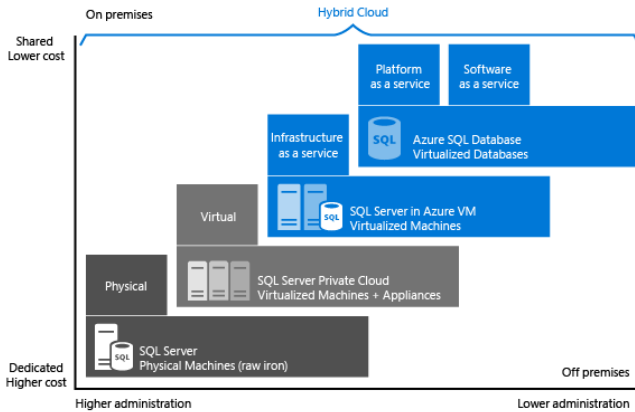 On premises
Hybrid Cloud
Shared
Lower cost
Platform
as a service
Software
as a service
SQL
Azure SQL Database
Virtualized Databases
Infrastructure
as a service
SQL
SQL Server in Azure VM
Virtualized Machines
Virtual
SQL Server Private Cloud
Virtualized Machines + Appliances
Physical
SQL
SQL Server
Physical Machines (raw iron)
Dedicated
Higher cost
Off premises
Higher administration
Lower administration